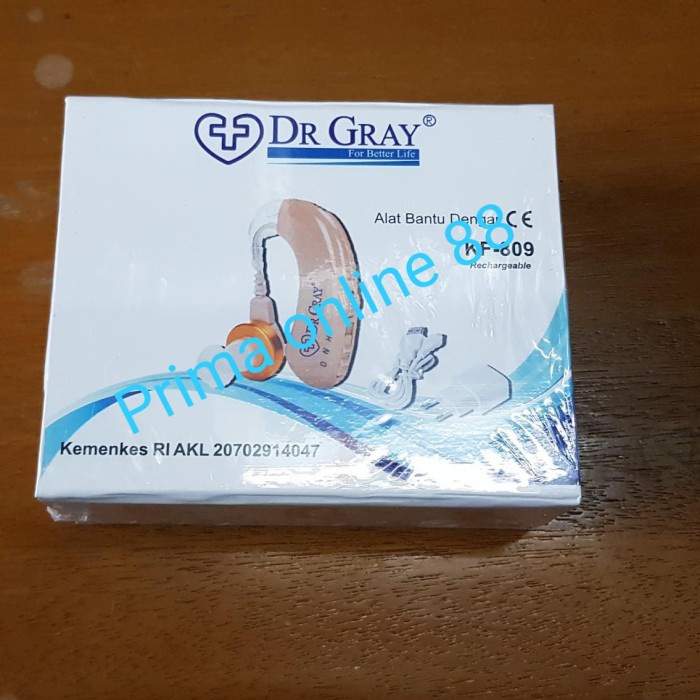 DR GRAY®
For Better Life
Alat Bantu Dengar CE
KF-809
Rechargeable
DR GRAY
O N H
Prima online 88
Kemenkes RI AKL 20702914047